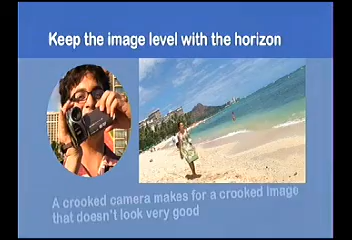 Keep the image level with the horizon
A crooked camera makes for a crooked image
that doesn't look very good